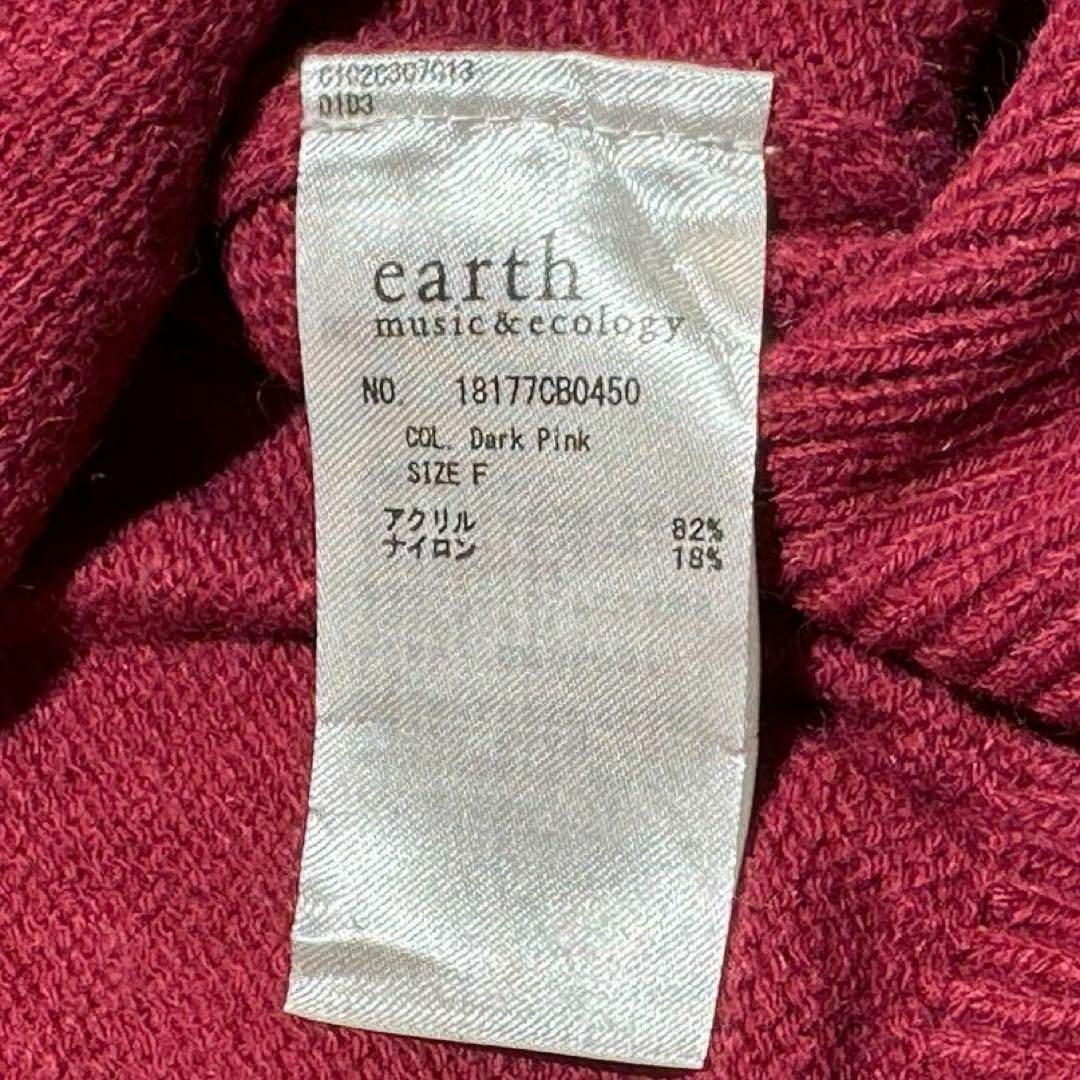 01020307013
01D3
earth
music&ecology
NO. 18177CB0450
COL. Dark Pink
SIZE F
アクリル 82%
ナイロン 18%